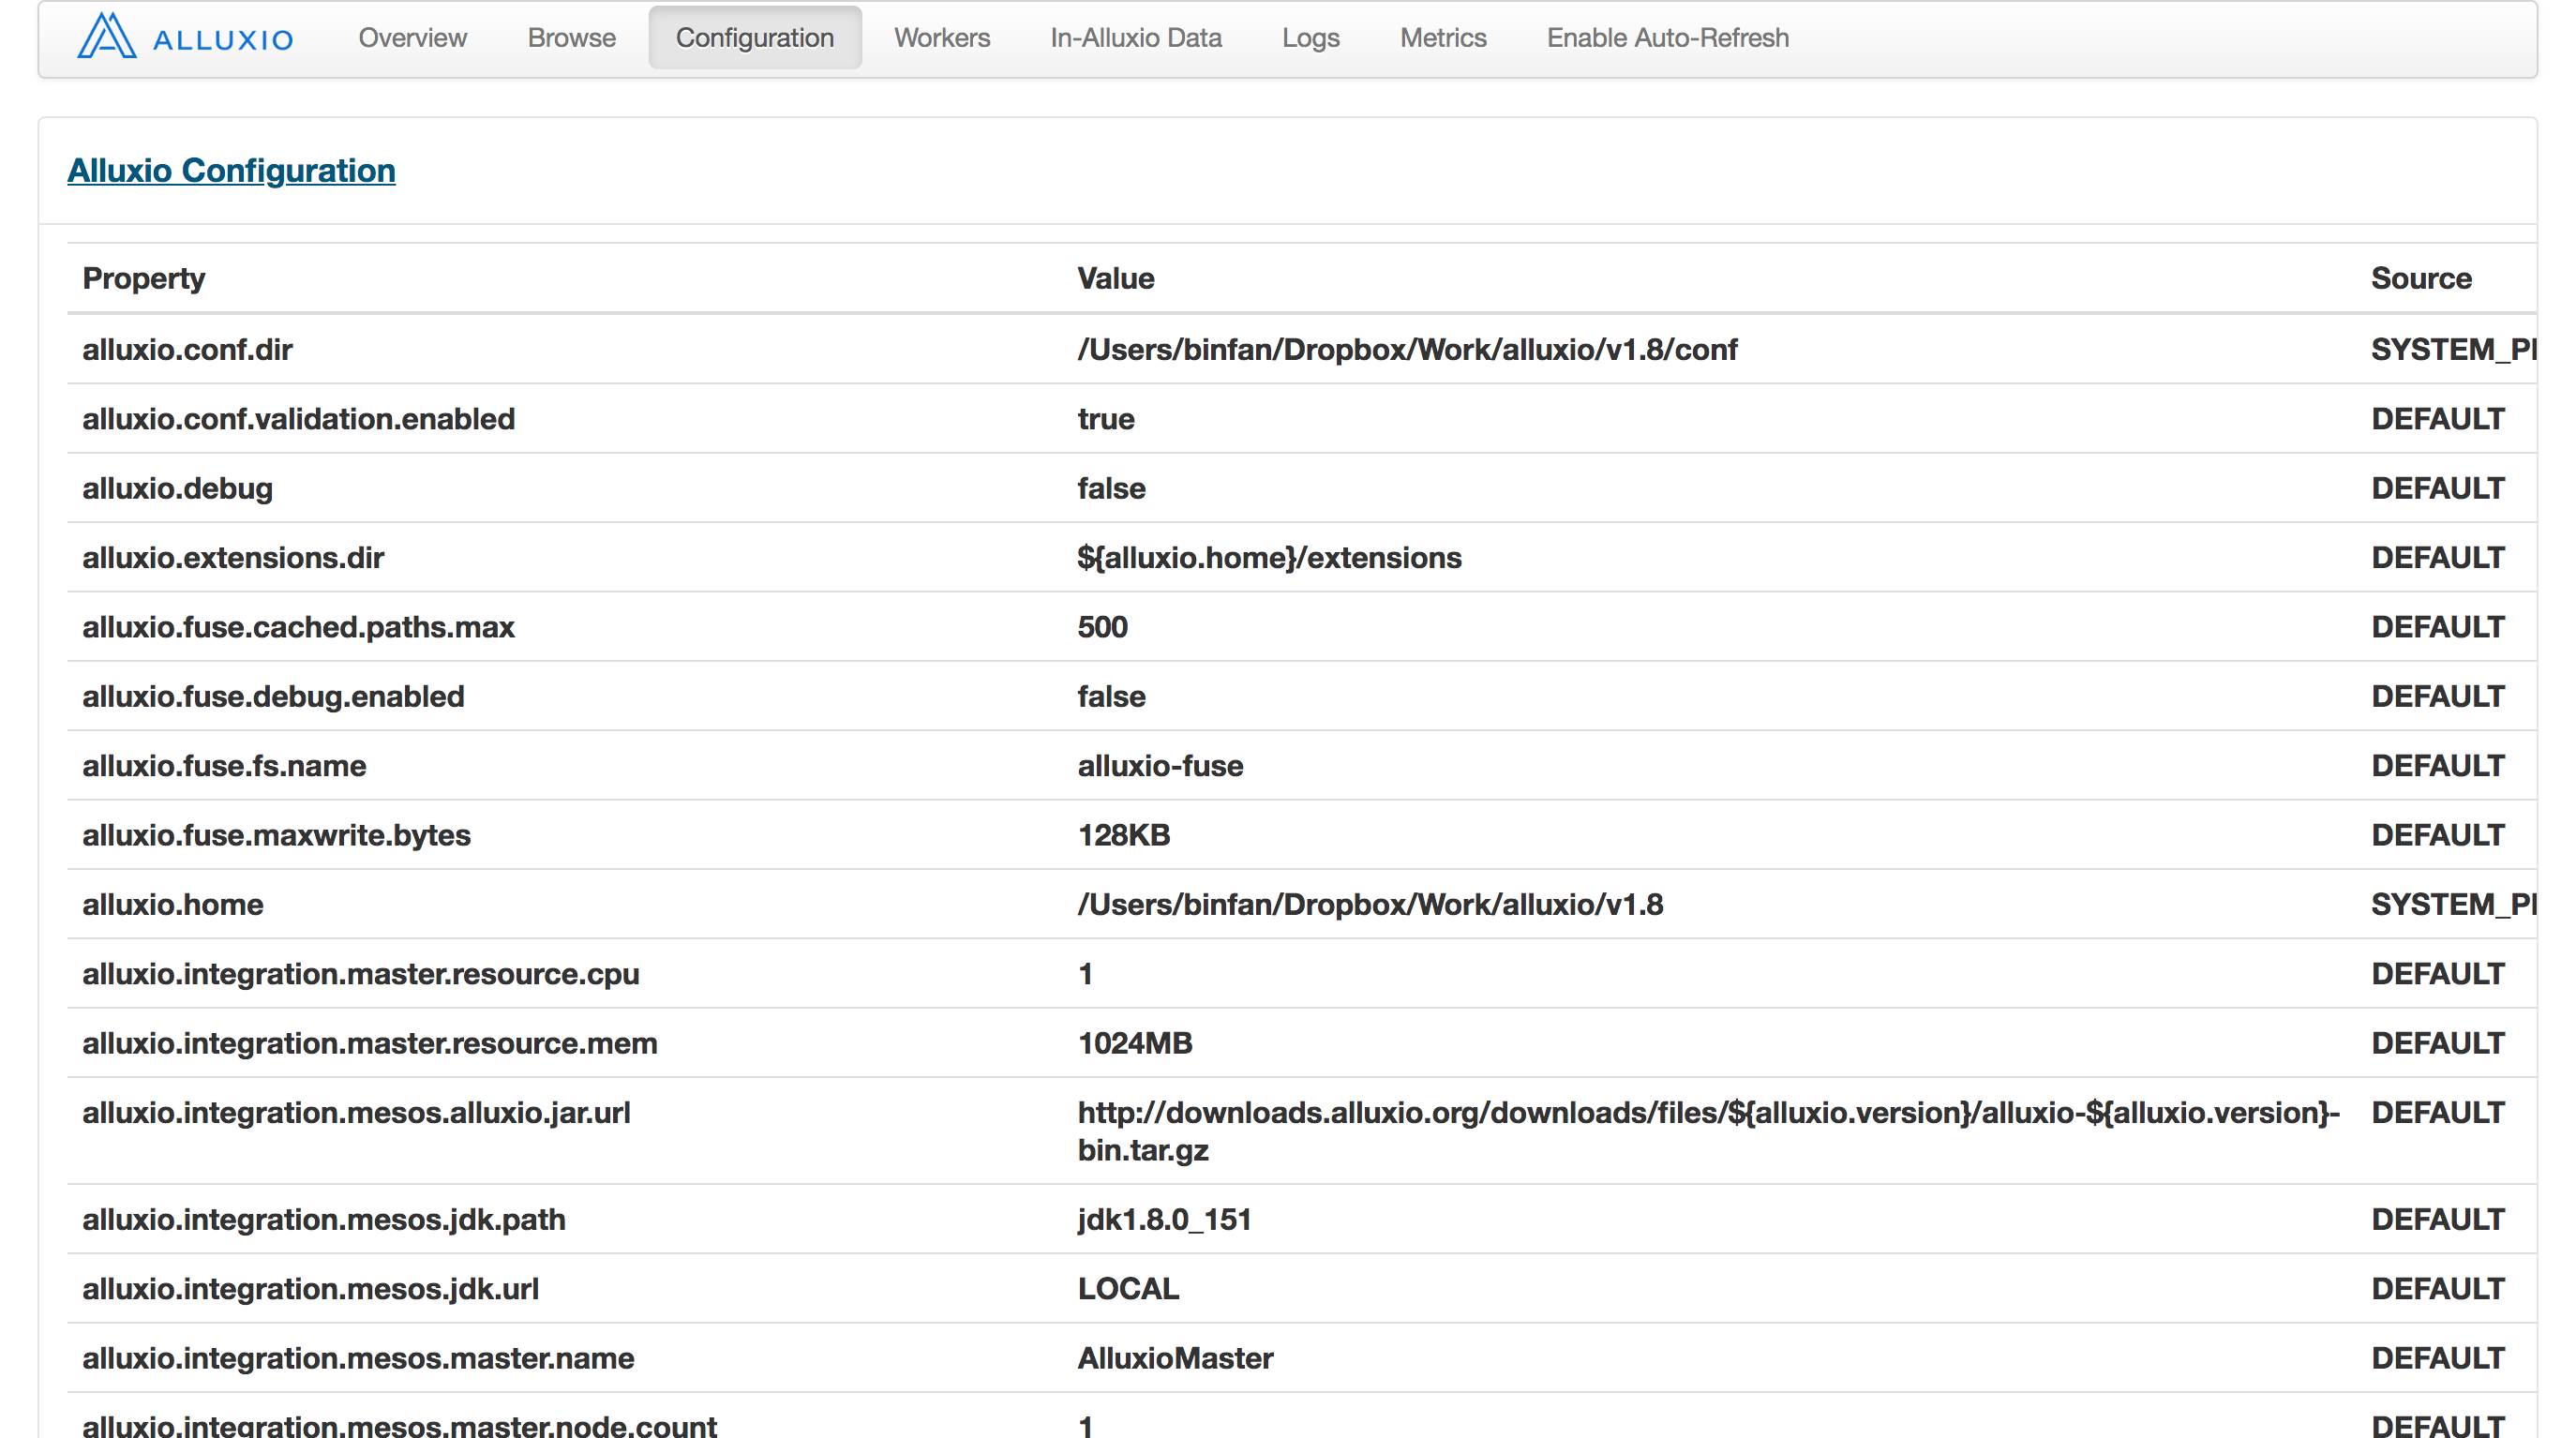 ALLUXIO Overview Browse Configuration Workers In-Alluxio Data Logs Metrics Enable Auto-Refresh
Alluxio Configuration
Property Value Source
alluxio.conf.dir /Users/binfan/Dropbox/Work/alluxio/v1.8/conf
alluxio.conf.validation.enabled true DEFAULT
alluxio.debug false DEFAULT
alluxio.extensions.dir ${alluxio.home}/extensions DEFAULT
alluxio.fuse.cached.paths.max 500 DEFAULT
alluxio.fuse.debug.enabled false DEFAULT
alluxio.fuse.fs.name alluxio-fuse DEFAULT
alluxio.fuse.maxwrite.bytes 128KB DEFAULT
alluxio.home /Users/binfan/Dropbox/Work/alluxio/v1.8
alluxio.integration.master.resource.cpu 1 DEFAULT
alluxio.integration.master.resource.mem 1024MB DEFAULT
alluxio.integration.mesos.alluxio.jar.url http://downloads.alluxio.org/downloads/files/${alluxio.version}/alluxio-${alluxio.version}- DEFAULT
bin.tar.gz
alluxio.integration.mesos.jdk.path jdk1.8.0_151 DEFAULT
alluxio.integration.mesos.jdk.url LOCAL DEFAULT
alluxio.integration.mesos.master.name AlluxioMaster DEFAULT
alluxio.integration.mesos.master.node.count 1 DEFAULT